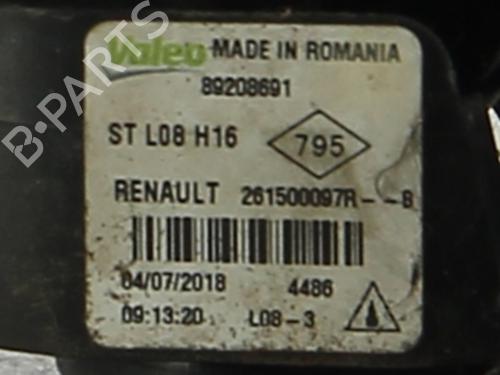 Valeo MADE IN ROMANIA
89208691
ST L08 H16 795
RENAULT 261500097R--B
04/07/2018 4486
09:13:20 L08-3